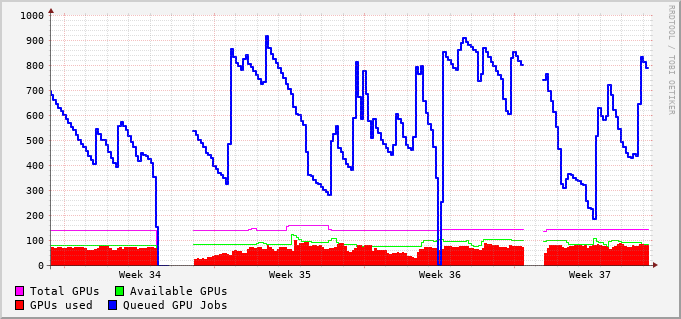 1000
900
800
700
600
500
400
300
200
100
0
Week 34 Week 35 Week 36 Week 37
RRDTOOL / TOBI OETIKER
Total GPUs Available GPUs
GPUs used Queued GPU Jobs